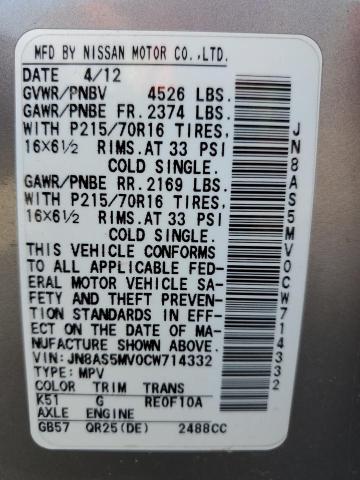 MFD BY NISSAN MOTOR CO.,LTD.
DATE 4/12
GVWR/PNBV 4526 LBS.
GAWR/PNBE FR. 2374 LBS.
WITH P215/70R16 TIRES,
16×6½ RIMS.AT 33 PSI
COLD SINGLE.
GAWR/PNBE RR. 2169 LBS.
WITH P215/70R16 TIRES,
16×6½ RIMS.AT 33 PSI
COLD SINGLE.
THIS VEHICLE CONFORMS
TO ALL APPLICABLE FED-
ERAL MOTOR VEHICLE SA-
FETY AND THEFT PREVEN-
TION STANDARDS IN EFF-
ECT ON THE DATE OF MA-
NUFACTURE SHOWN ABOVE.
VIN: JN8AS5MV0CW714332
TYPE: MPV
COLOR TRIM TRANS
K51 G RE0F10A
AXLE ENGINE
GB57 QR25(DE) 2488CC
JN8AS5MV0CW714332